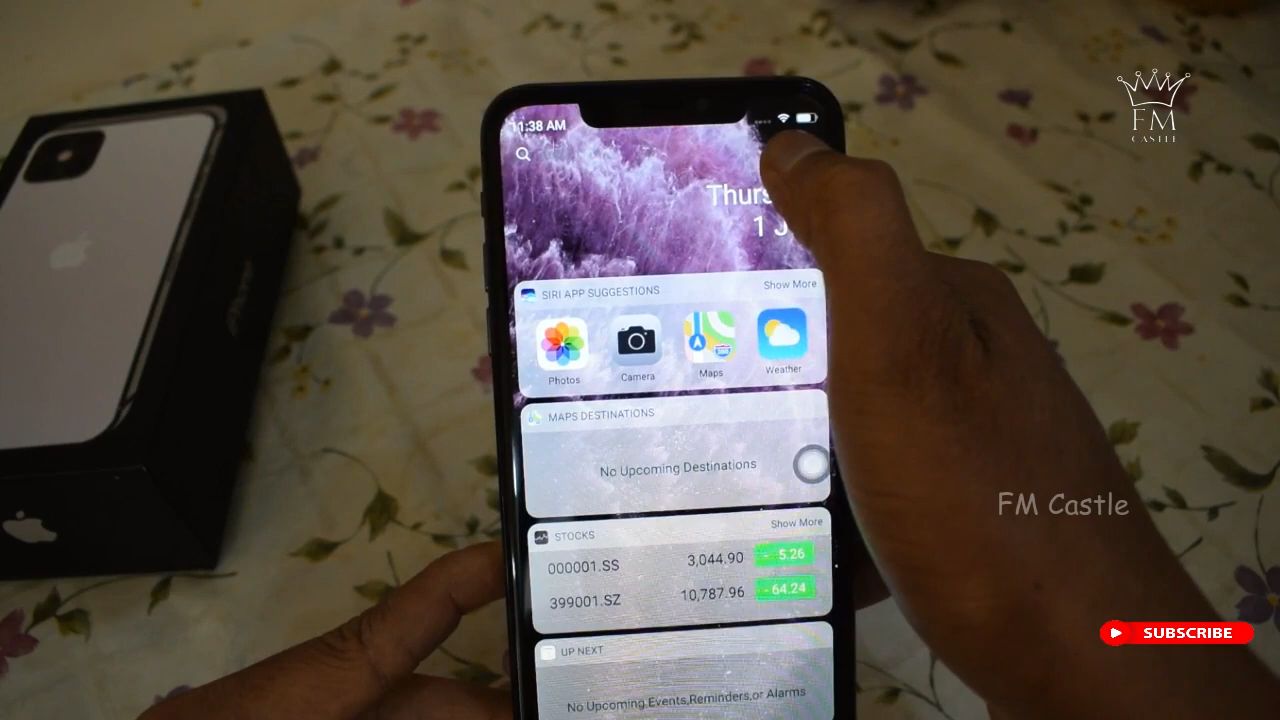 11:38 AM
Thurs
1 J
SIRI APP SUGGESTIONS
Show More
Photos
Camera
Maps
Weather
MAPS DESTINATIONS
No Upcoming Destinations
STOCKS
Show More
000001.SS 3,044.90 - 5.26
399001.SZ 10,787.96 -64.24
UP NEXT
No Upcoming Events,Reminders,or Alarms
FM
CASTLE
FM Castle
SUBSCRIBE